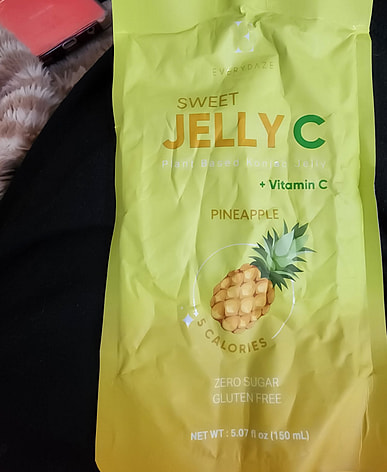 EVERYDAZE
SWEET
JELLY C
Plant Based Konjac Jelly
+ Vitamin C
PINEAPPLE
5 CALORIES
ZERO SUGAR
GLUTEN FREE
NET WT : 5.07 fl oz (150 mL)